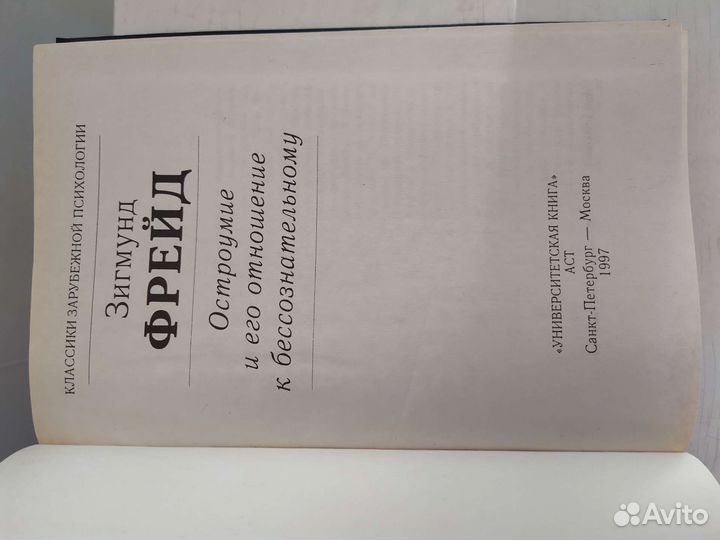 КЛАССИКИ ЗАРУБЕЖНОЙ ПСИХОЛОГИИ
Зигмунд
ФРЕЙД
Остроумие
и его отношение
к бессознательному
«УНИВЕРСИТЕТСКАЯ КНИГА»
АСТ
Санкт-Петербург — Москва
1997
Avito